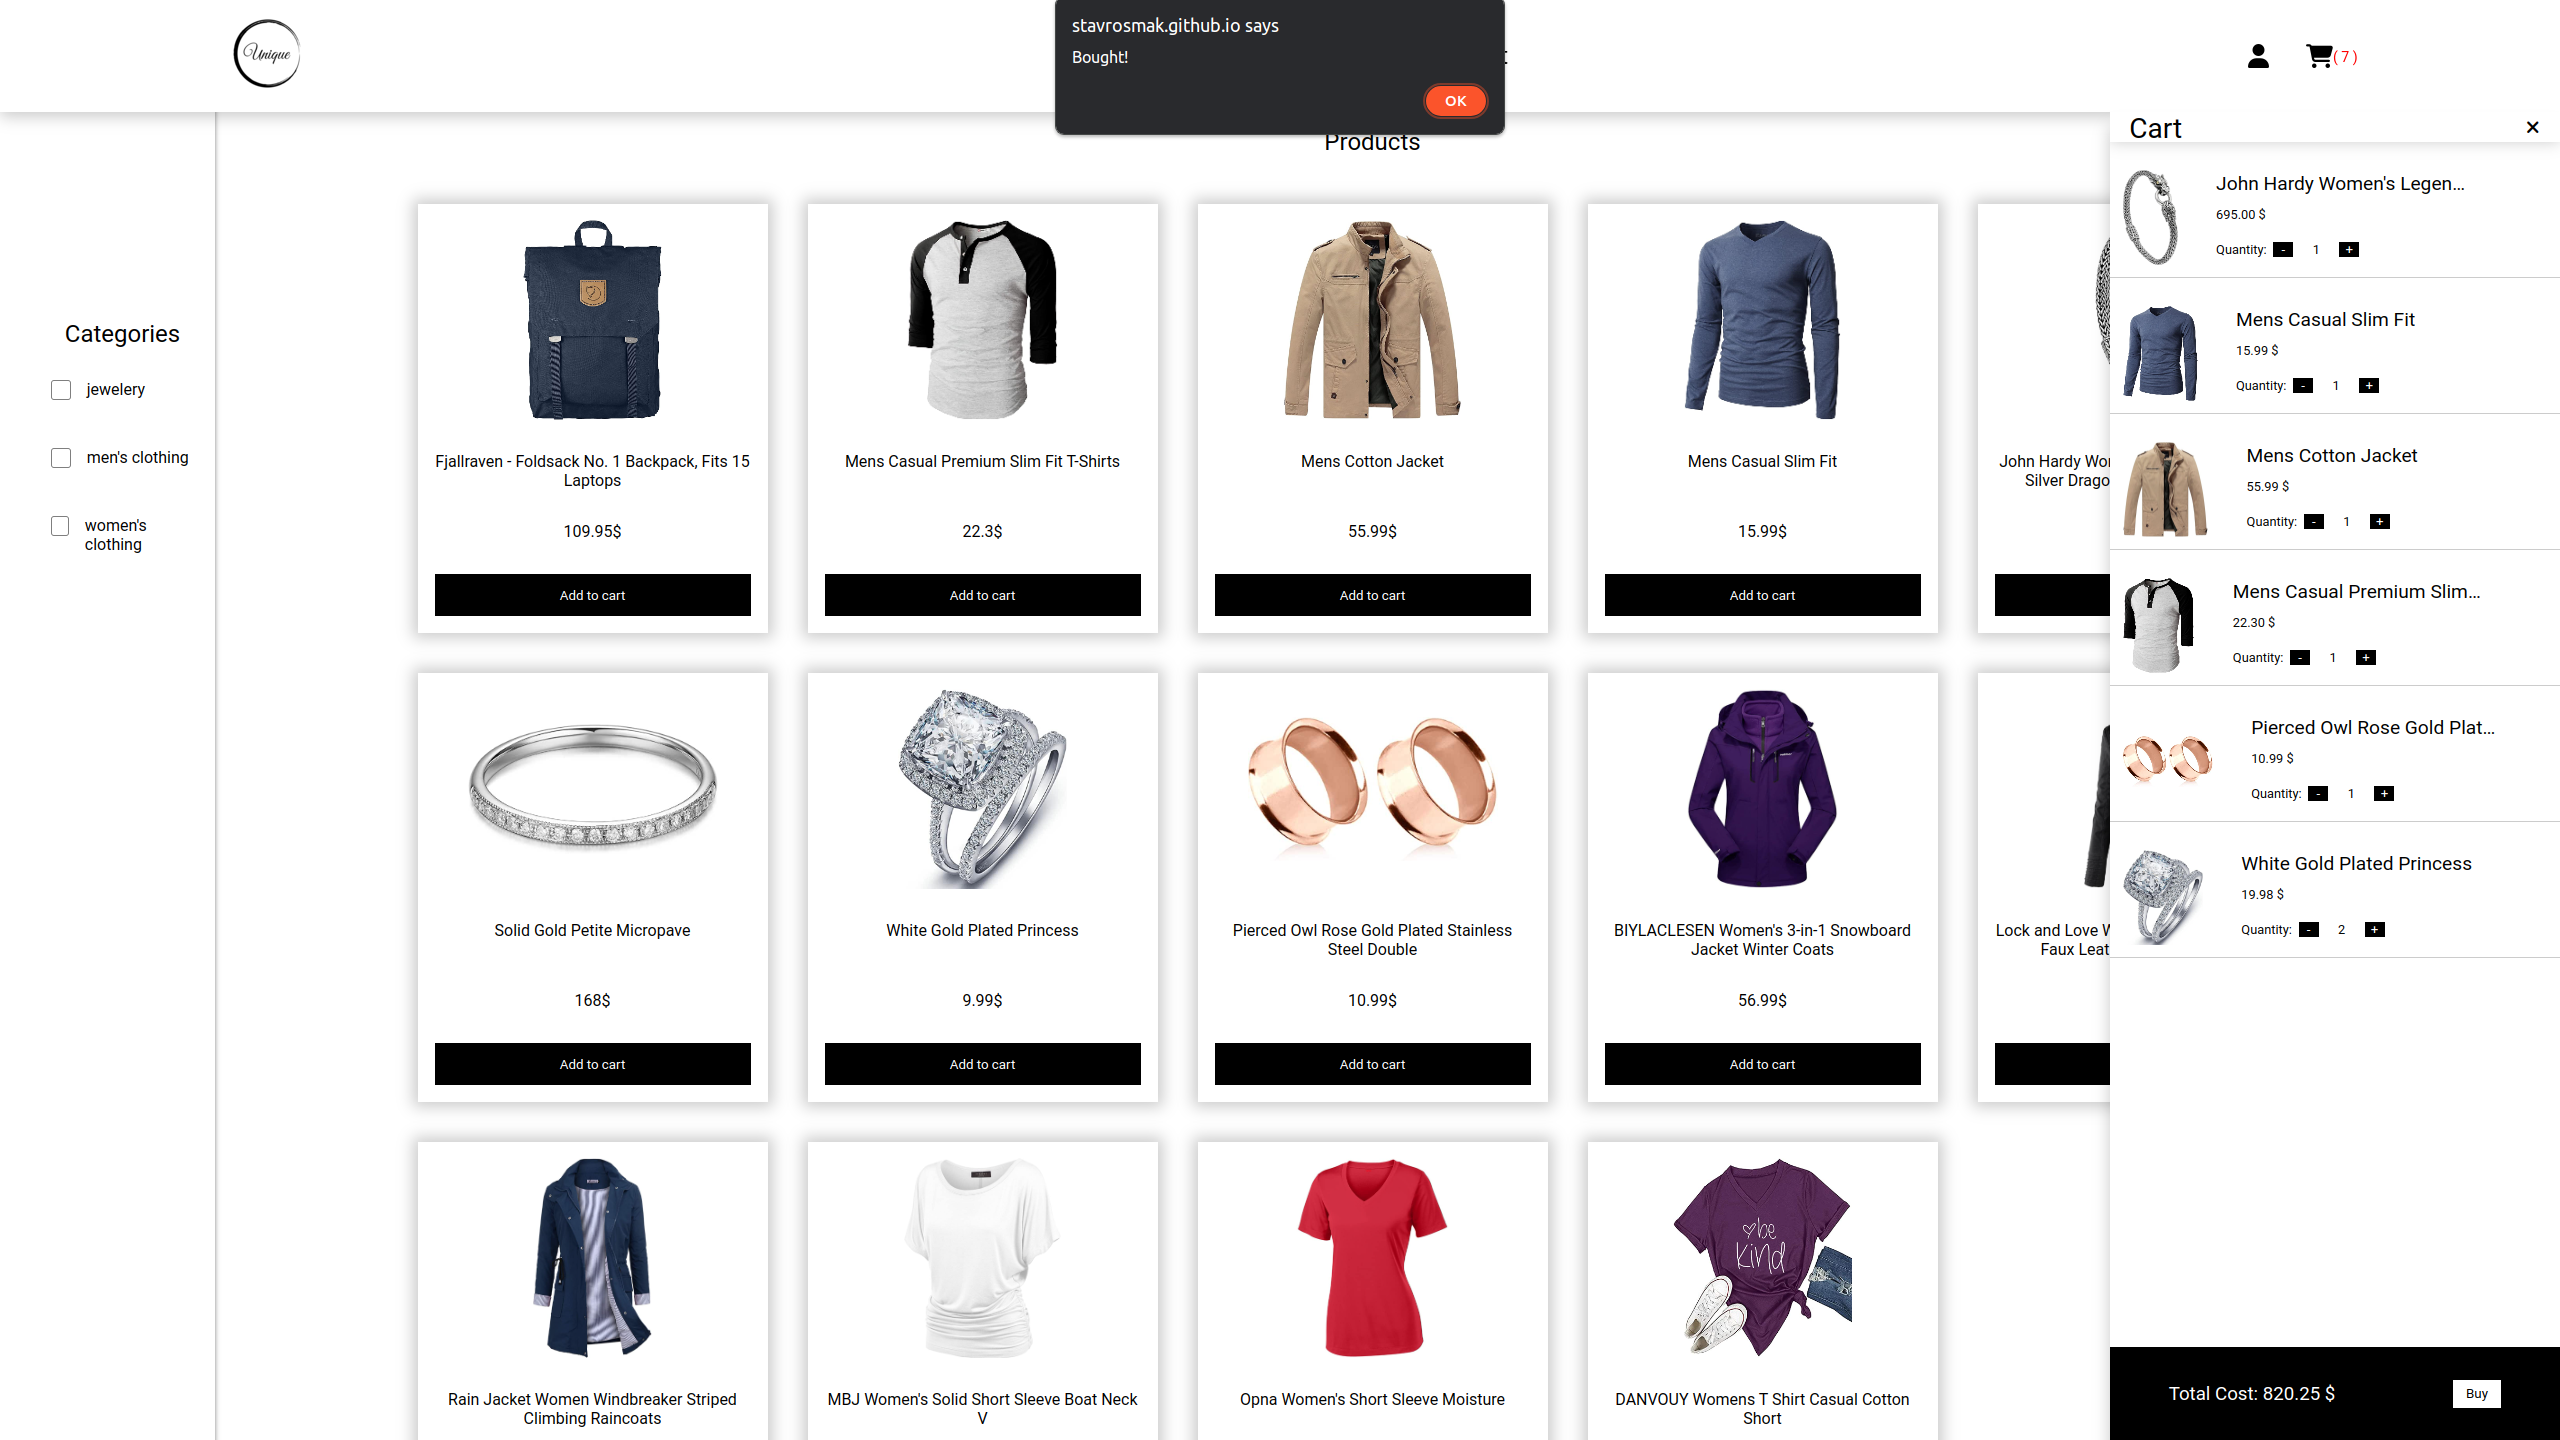 Unique
stavrosmak.github.io says
Bought!
OK
( 7 )
Products
Cart
Categories
jewelery
men's clothing
women's
clothing
Fjallraven - Foldsack No. 1 Backpack, Fits 15
Laptops
109.95$
Add to cart
Mens Casual Premium Slim Fit T-Shirts
22.3$
Add to cart
Mens Cotton Jacket
55.99$
Add to cart
Mens Casual Slim Fit
15.99$
Add to cart
John Hardy
Silver
Solid Gold Petite Micropave
168$
Add to cart
White Gold Plated Princess
9.99$
Add to cart
Pierced Owl Rose Gold Plated Stainless
Steel Double
10.99$
Add to cart
BIYLACLESEN Women's 3-in-1 Snowboard
Jacket Winter Coats
56.99$
Add to cart
Lock and Love
Faux
be
kind
Rain Jacket Women Windbreaker Striped
Climbing Raincoats
MBJ Women's Solid Short Sleeve Boat Neck
V
Opna Women's Short Sleeve Moisture
DANVOUY Womens T Shirt Casual Cotton
Short
John Hardy Women's Legen...
695.00 $
Quantity: - 1 +
Mens Casual Slim Fit
15.99 $
Quantity: - 1 +
Mens Cotton Jacket
55.99 $
Quantity: - 1 +
Mens Casual Premium Slim...
22.30 $
Quantity: - 1 +
Pierced Owl Rose Gold Plat...
10.99 $
Quantity: - 1 +
White Gold Plated Princess
19.98 $
Quantity: - 2 +
Total Cost: 820.25 $
Buy